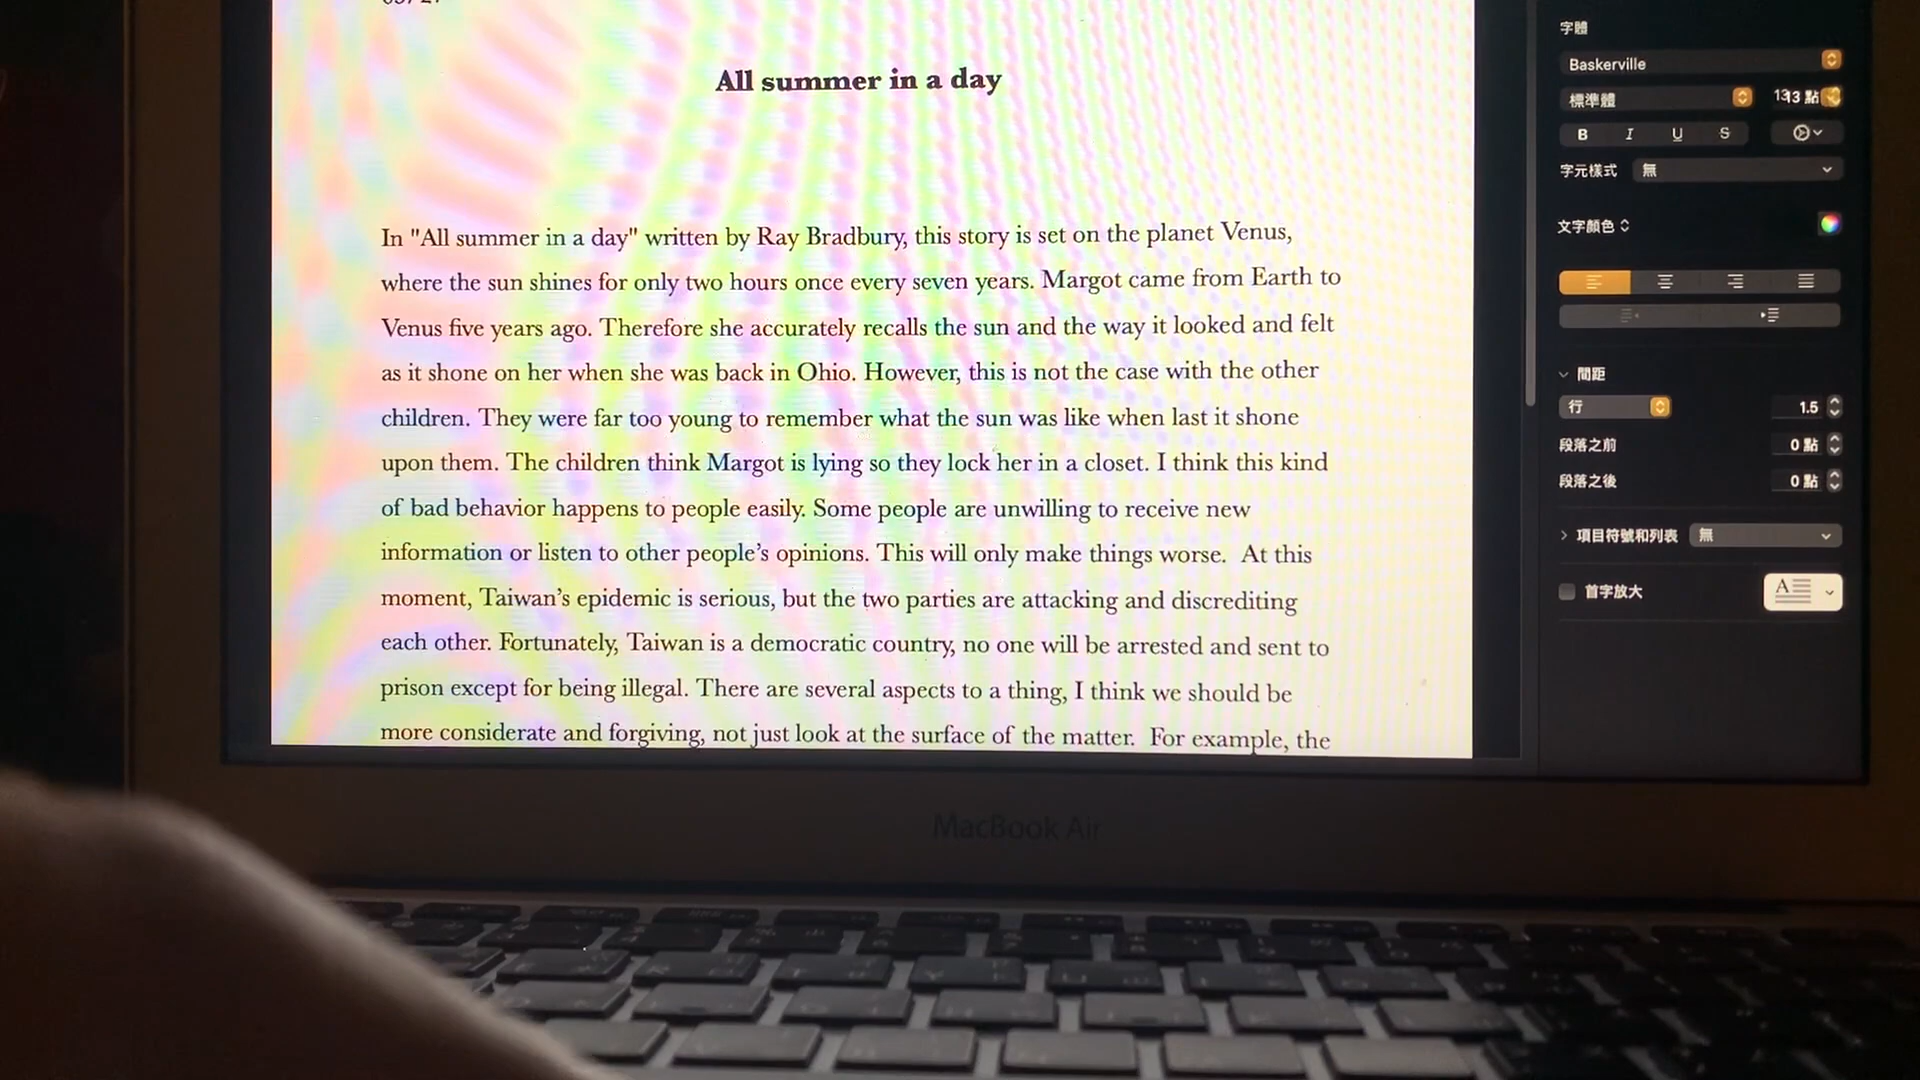 All summer in a day
In "All summer in a day" written by Ray Bradbury, this story is set on the planet Venus,
where the sun shines for only two hours once every seven years. Margot came from Earth to
Venus five years ago. Therefore she accurately recalls the sun and the way it looked and felt
as it shone on her when she was back in Ohio. However, this is not the case with the other
children. They were far too young to remember what the sun was like when last it shone
upon them. The children think Margot is lying so they lock her in a closet. I think this kind
of bad behavior happens to people easily. Some people are unwilling to receive new
information or listen to other people’s opinions. This will only make things worse.  At this
moment, Taiwan’s epidemic is serious, but the two parties are attacking and discrediting
each other. Fortunately, Taiwan is a democratic country, no one will be arrested and sent to
prison except for being illegal. There are several aspects to a thing, I think we should be
more considerate and forgiving, not just look at the surface of the matter.  For example, the
字體
Baskerville
標準體
13 點
B I U S
字元樣式 無
文字顏色
間距
行 1.5
段落之前 0 點
段落之後 0 點
項目符號和列表 無
首字放大 A
MacBook Air